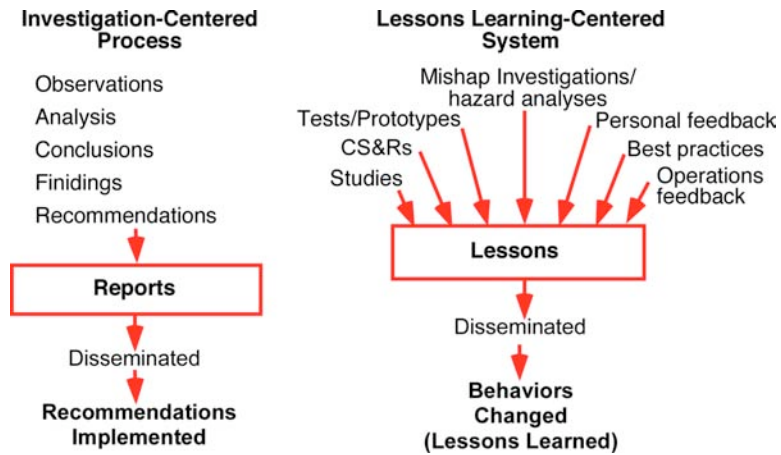 Investigation-Centered
Process
Observations
Analysis
Conclusions
Finidings
Recommendations
Reports
Disseminated
Recommendations
Implemented
Lessons Learning-Centered
System
Mishap Investigations/
hazard analyses
Tests/Prototypes
Personal feedback
CS&Rs
Best practices
Studies
Operations
feedback
Lessons
Disseminated
Behaviors
Changed
(Lessons Learned)